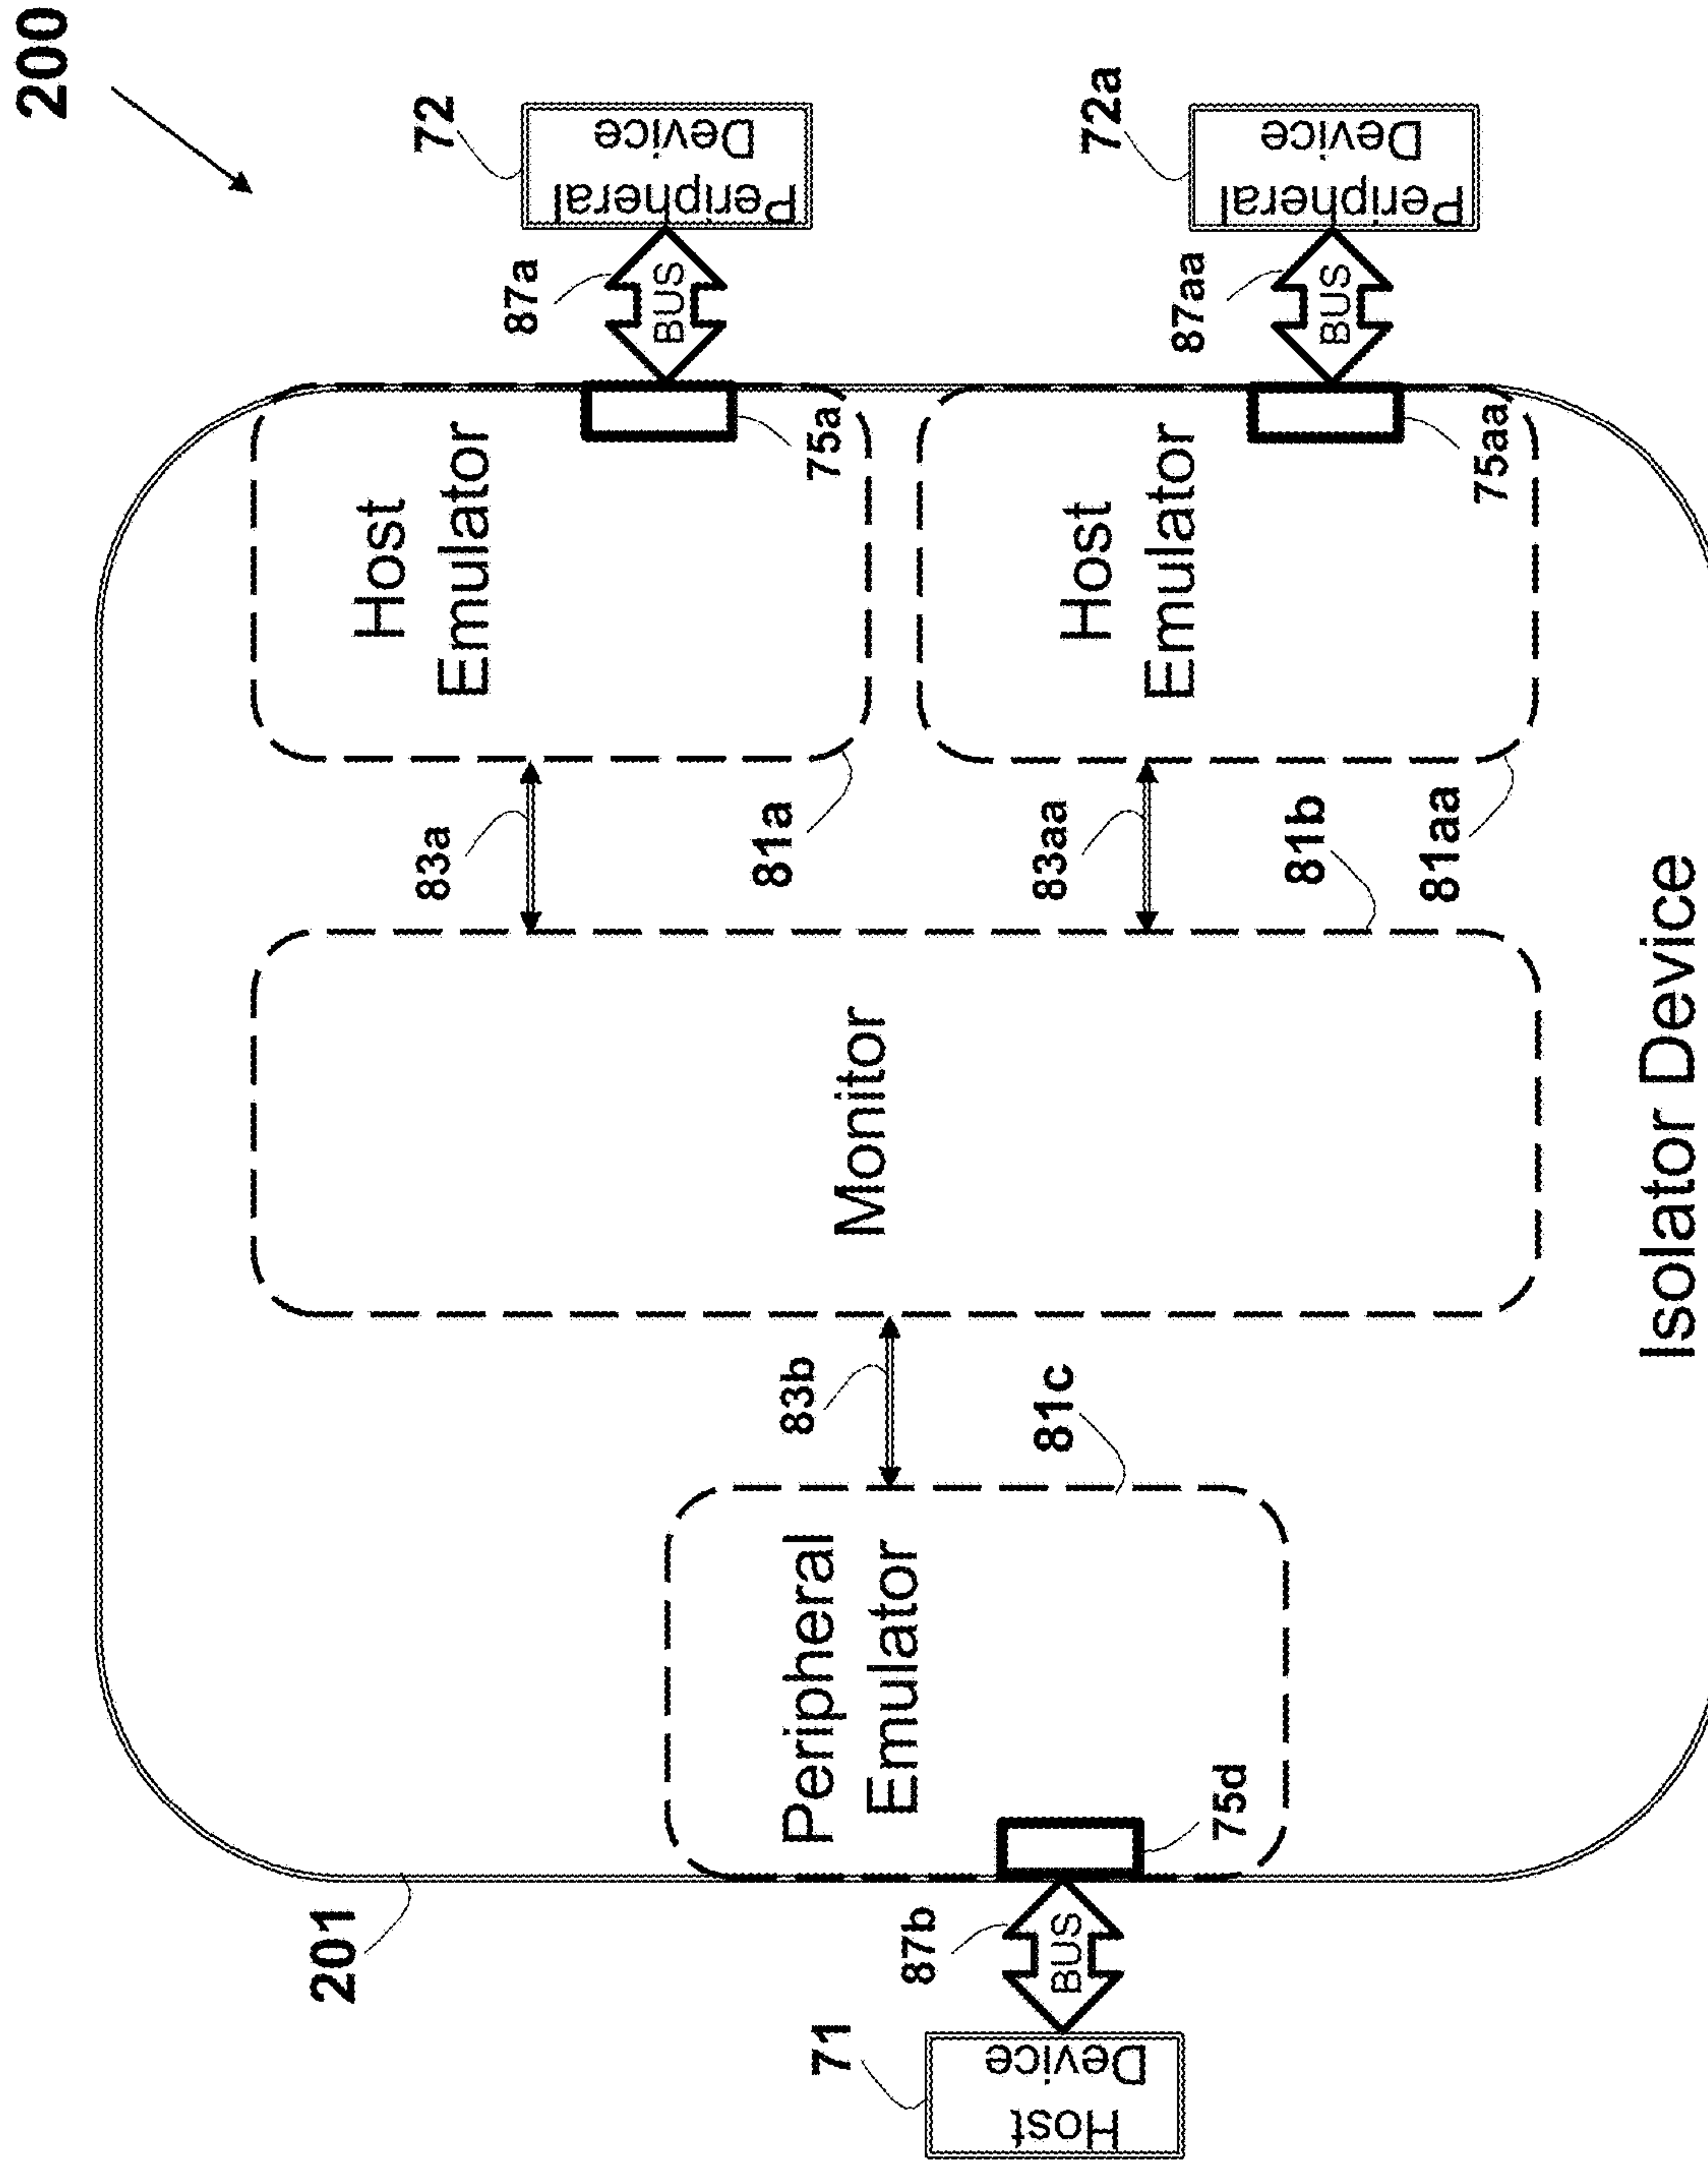 200
201
72
Peripheral
Device
87a
BUS
Host
Emulator
75a
83a
81a
Monitor
83b
Peripheral
Emulator
81c
75d
87b
BUS
71
Host
Device
72a
Peripheral
Device
87aa
BUS
Host
Emulator
75aa
83aa
81b
81aa
Isolator Device